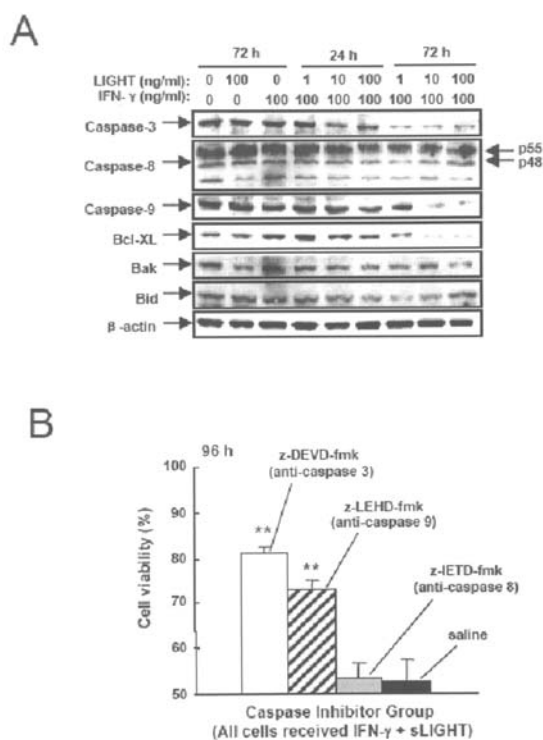 A
72 h 24 h 72 h
LIGHT (ng/ml): 0 100 0 1 10 100 1 10 100
IFN- γ (ng/ml): 0 0 100 100 100 100 100 100 100
Caspase-3
Caspase-8
p55
p48
Caspase-9
Bcl-XL
Bak
Bid
β -actin
B
96 h
z-DEVD-fmk
(anti-caspase 3)
z-LEHD-fmk
(anti-caspase 9)
z-IETD-fmk
(anti-caspase 8)
saline
** **
Cell viability (%)
100
90
80
70
60
50
Caspase Inhibitor Group
(All cells received IFN-γ + sLIGHT)